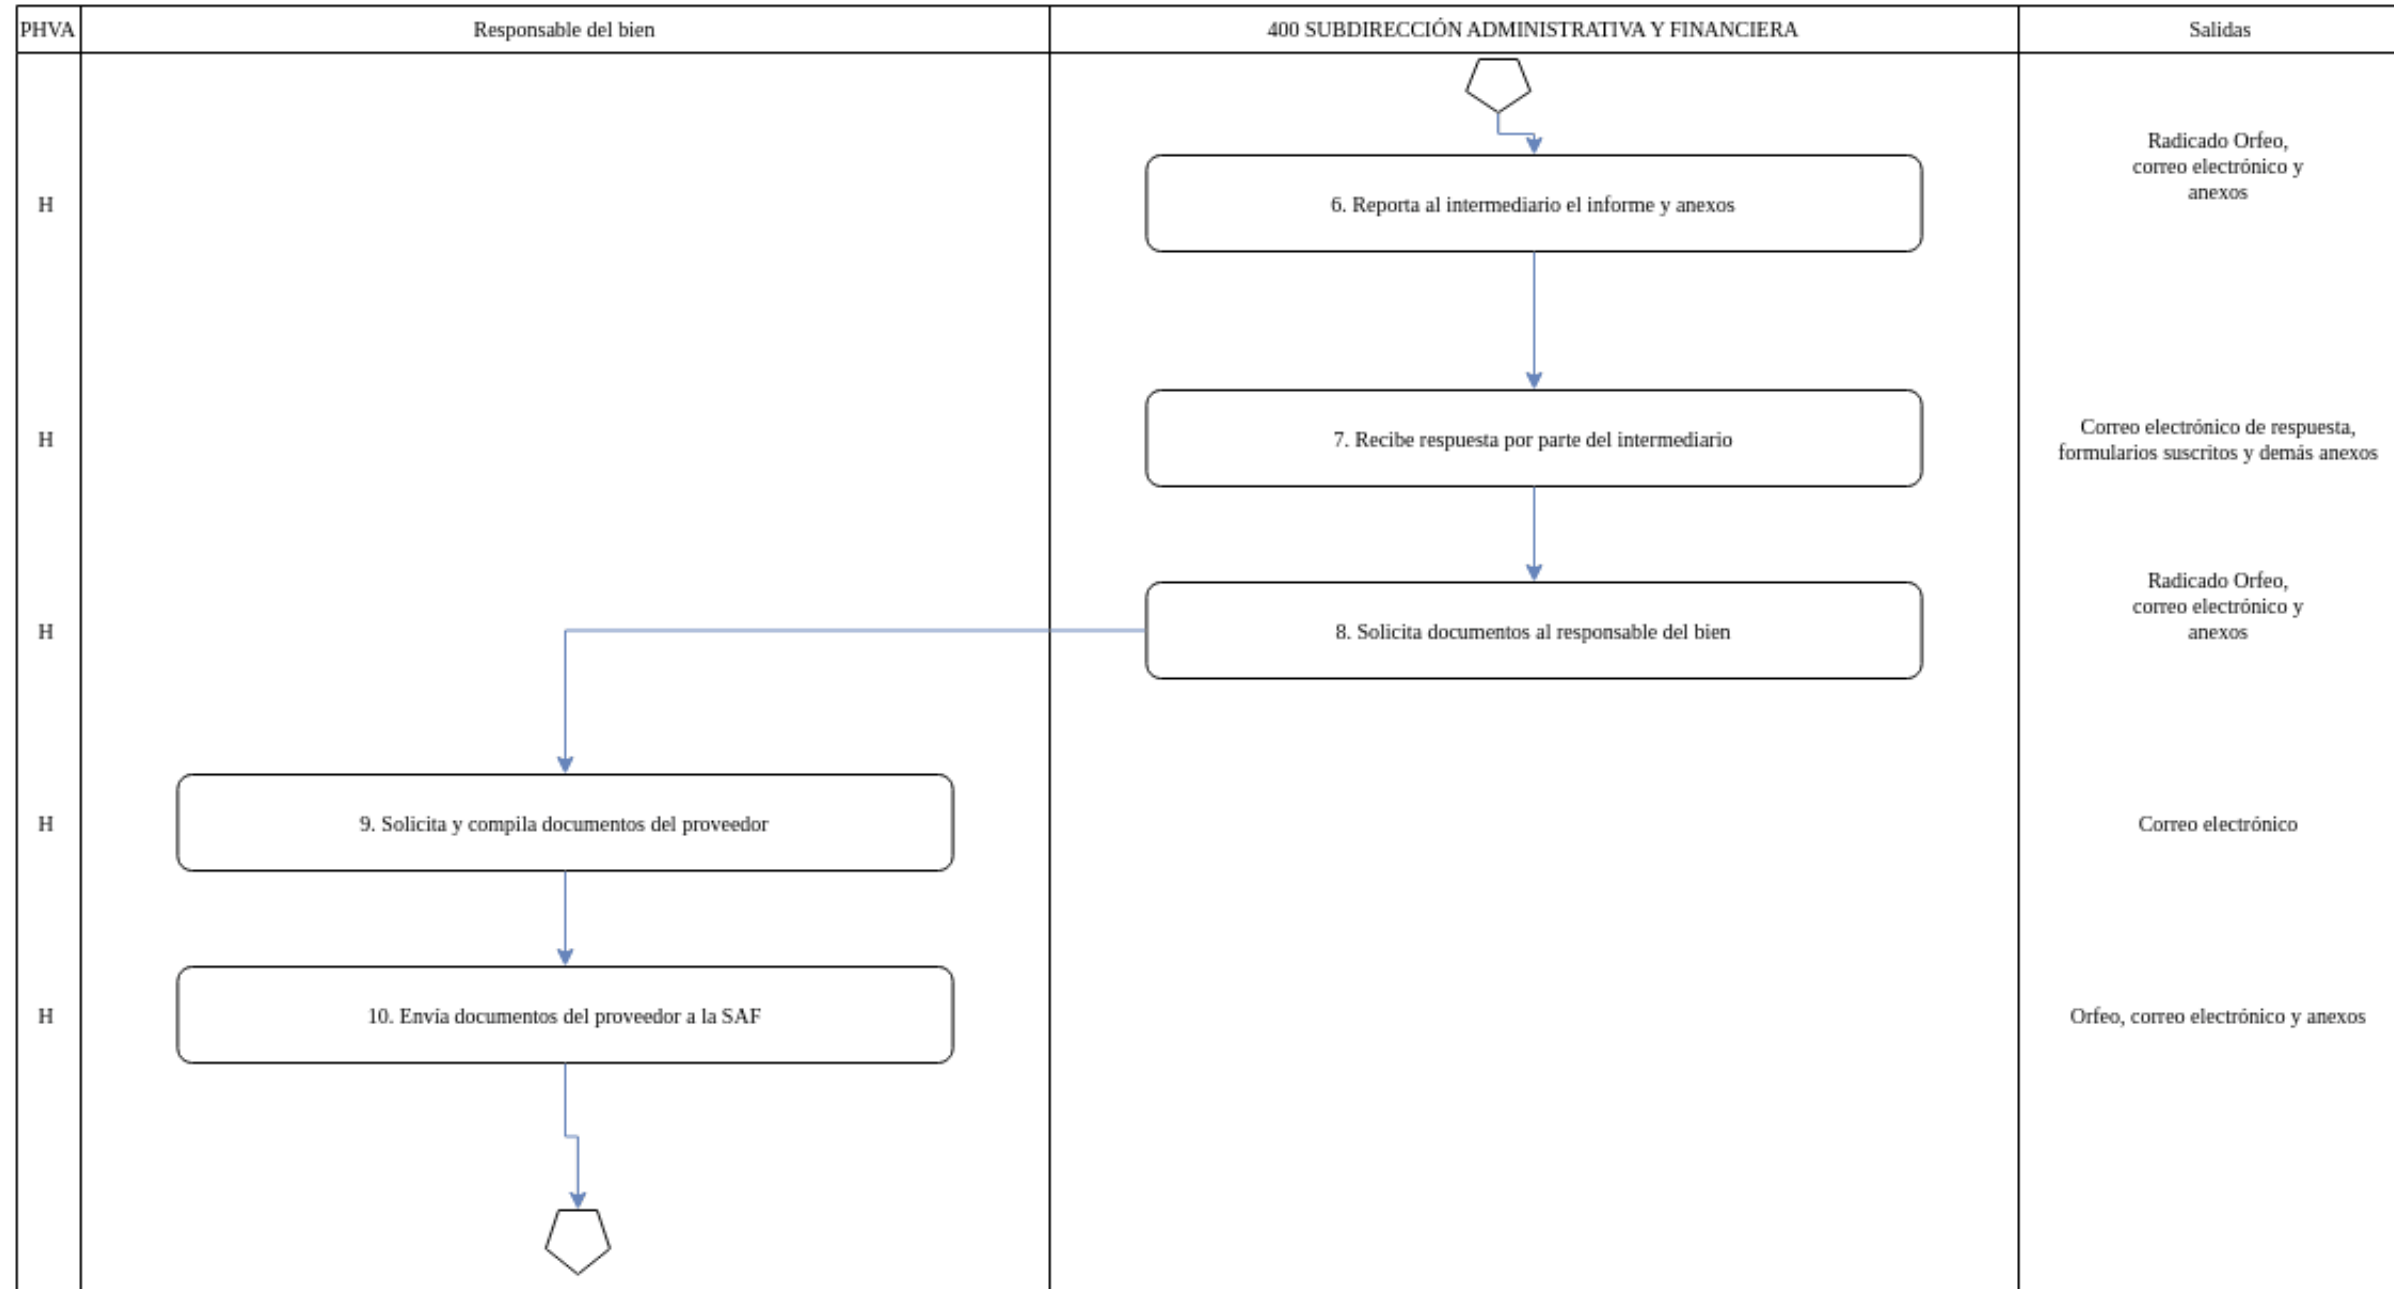 PHVA
Responsable del bien
400 SUBDIRECCIÓN ADMINISTRATIVA Y FINANCIERA
Salidas
H
6. Reporta al intermediario el informe y anexos
Radicado Orfeo,
correo electrónico y
anexos
H
7. Recibe respuesta por parte del intermediario
Correo electrónico de respuesta,
formularios suscritos y demás anexos
H
8. Solicita documentos al responsable del bien
Radicado Orfeo,
correo electrónico y
anexos
H
9. Solicita y compila documentos del proveedor
Correo electrónico
H
10. Envía documentos del proveedor a la SAF
Orfeo, correo electrónico y anexos